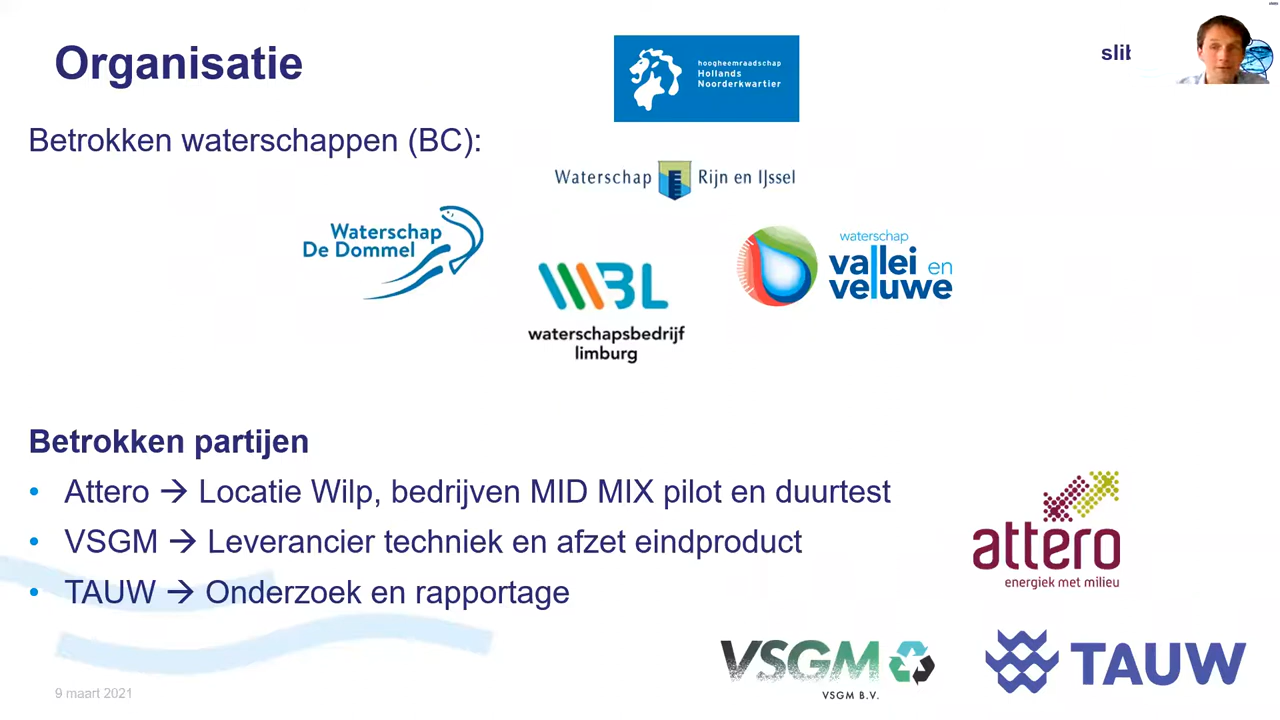 Organisatie
hoogheemraadschap
Hollands
Noorderkwartier
Betrokken waterschappen (BC):
Waterschap Rijn en IJssel
Waterschap
De Dommel
WBL
waterschapsbedrijf
limburg
waterschap
vallei en
veluwe
Betrokken partijen
• Attero → Locatie Wilp, bedrijven MID MIX pilot en duurtest
• VSGM → Leverancier techniek en afzet eindproduct
• TAUW → Onderzoek en rapportage
attero
energiek met milieu
VSGM
VSGM B.V.
TAUW
9 maart 2021